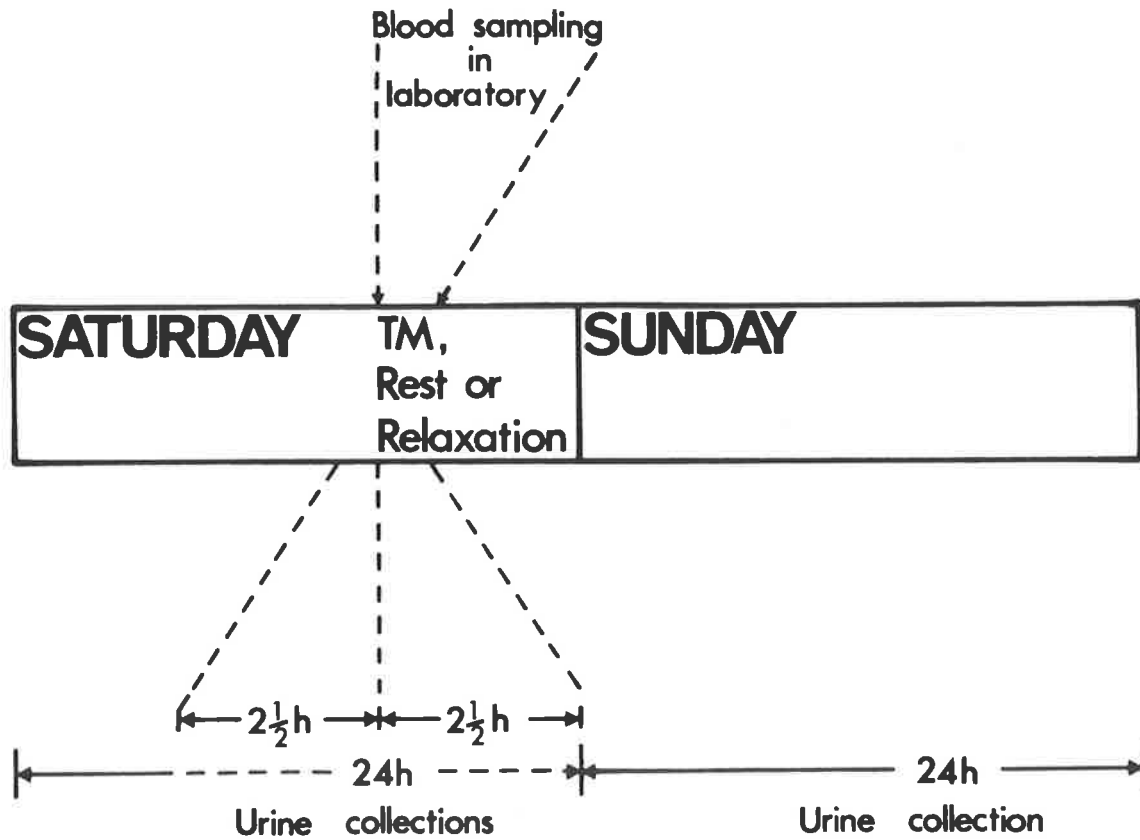 Blood sampling
in
laboratory
SATURDAY
TM,
Rest or
Relaxation
SUNDAY
2½h
2½h
24h
24h
Urine collections
Urine collection